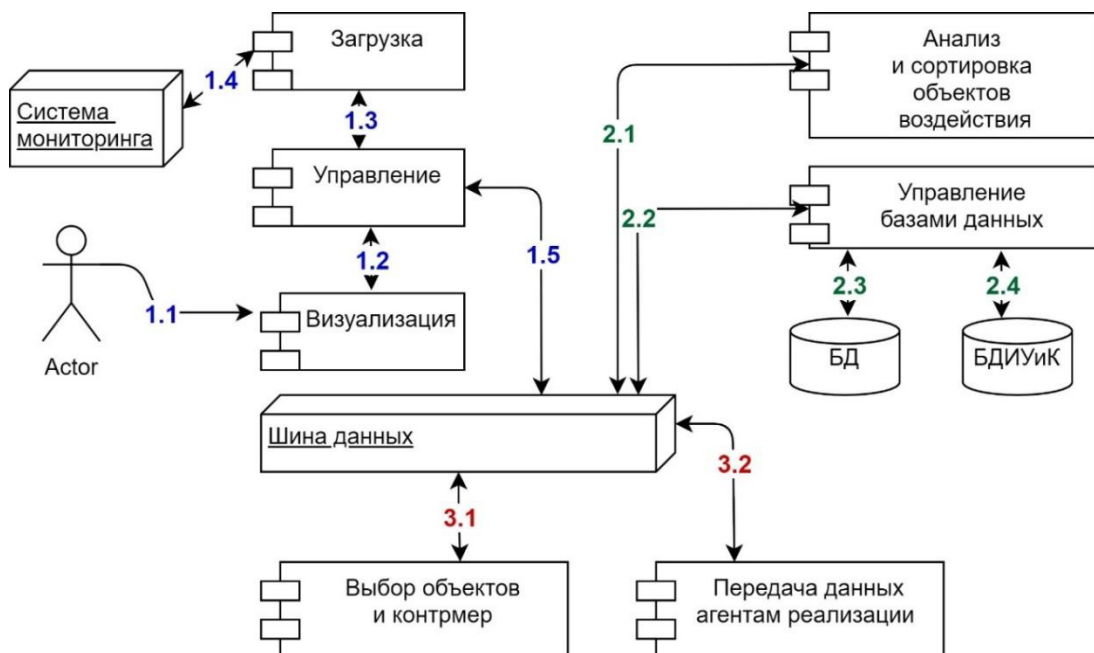 Загрузка
1.4
Система
мониторинга
1.3
Управление
1.2
1.5
1.1
Actor
Визуализация
Анализ
и сортировка
объектов
воздействия
2.1
Управление
базами данных
2.2
2.3
2.4
БД
БДИУиК
Шина данных
3.1
3.2
Выбор объектов
и контрмер
Передача данных
агентам реализации